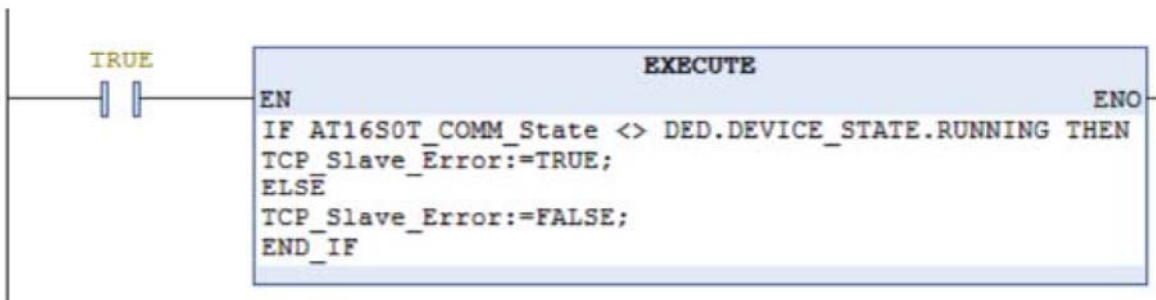 TRUE
EXECUTE
EN ENO
IF AT16S0T_COMM_State <> DED.DEVICE_STATE.RUNNING THEN
TCP_Slave_Error:=TRUE;
ELSE
TCP_Slave_Error:=FALSE;
END_IF